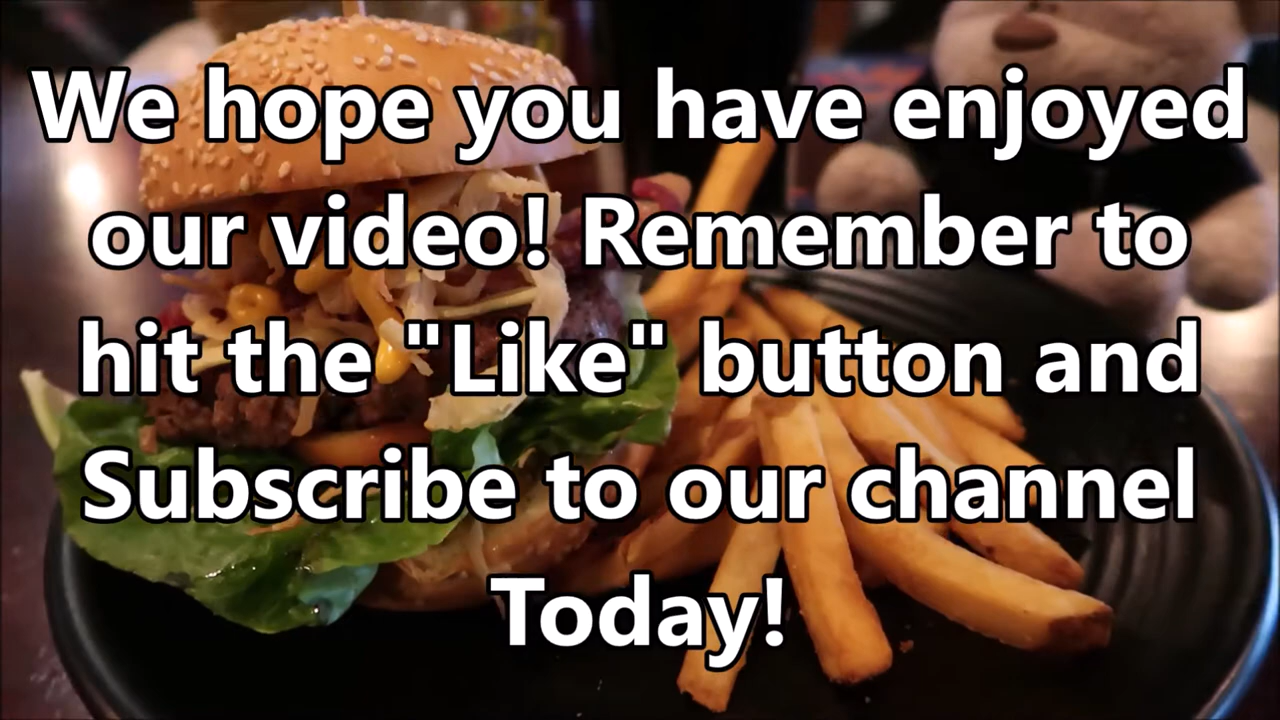 We hope you have enjoyed
our video! Remember to
hit the "Like" button and
Subscribe to our channel
Today!